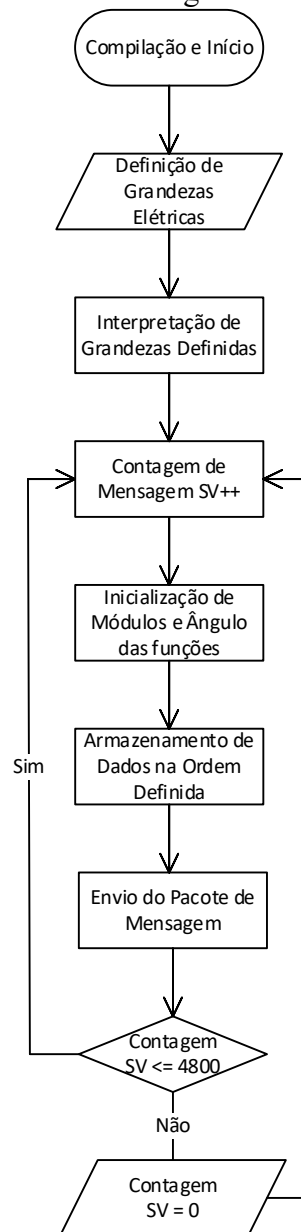 Compilação e Início
Definição de
Grandezas
Elétricas
Interpretação de
Grandezas Definidas
Contagem de
Mensagem SV++
Inicialização de
Módulos e Ângulo
das funções
Armazenamento de
Dados na Ordem
Definida
Sim
Envio do Pacote de
Mensagem
Contagem
SV <= 4800
Não
Contagem
SV = 0